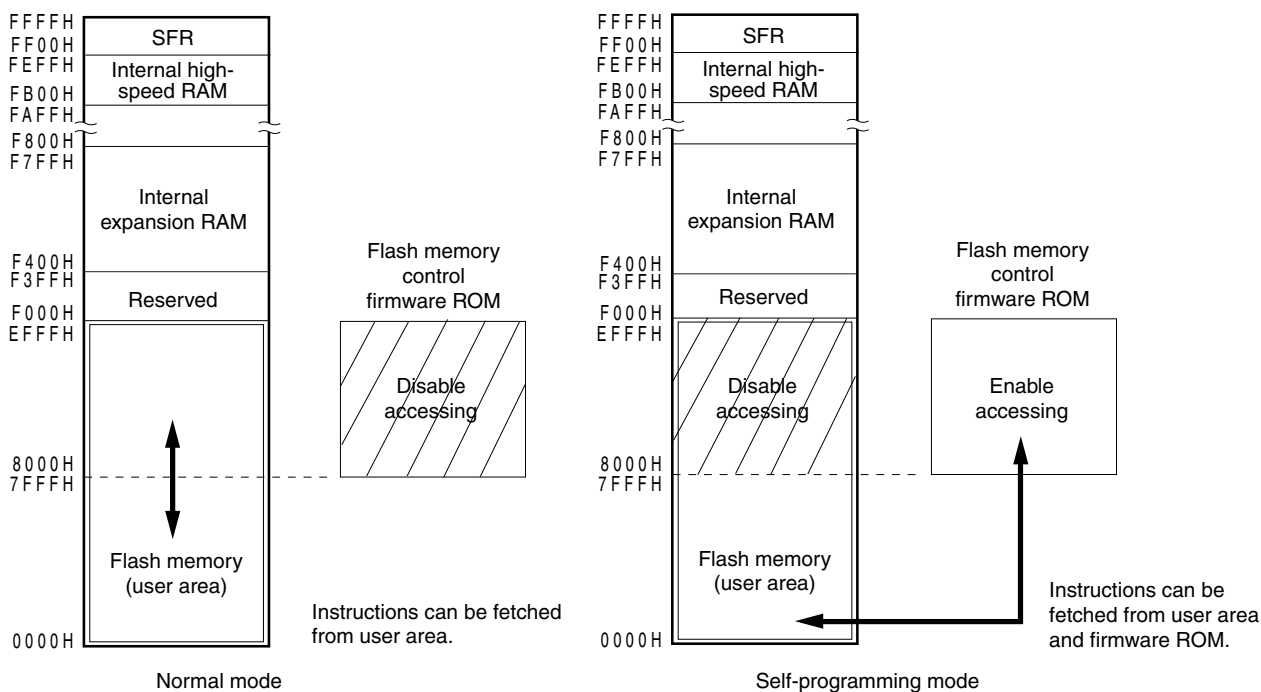 FFFFH
SFR
FF00H
FEFFH
Internal high-
speed RAM
FB00H
FAFFH
F800H
F7FFH
Internal
expansion RAM
F400H
F3FFH
Reserved
F000H
EFFFH
8000H
7FFFH
Flash memory
(user area)
0000H
Flash memory
control
firmware ROM
Disable
accessing
Instructions can be fetched
from user area.
Normal mode
FFFFH
SFR
FF00H
FEFFH
Internal high-
speed RAM
FB00H
FAFFH
F800H
F7FFH
Internal
expansion RAM
F400H
F3FFH
Reserved
F000H
EFFFH
Disable
accessing
8000H
7FFFH
Flash memory
(user area)
0000H
Flash memory
control
firmware ROM
Enable
accessing
Instructions can be
fetched from user area
and firmware ROM.
Self-programming mode